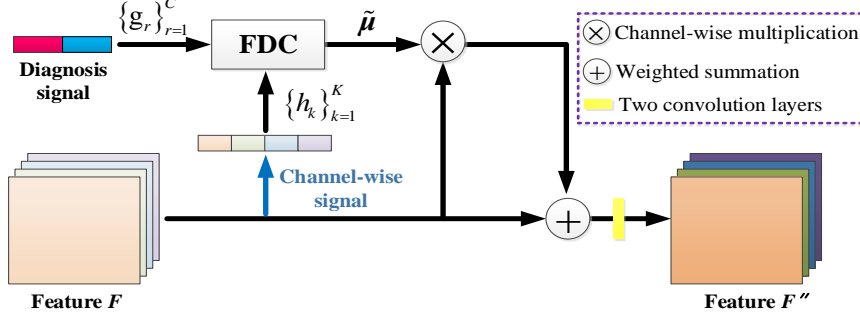 {g_r}_{r=1}^{C}
FDC
μ̃
Diagnosis
signal
{h_k}_{k=1}^{K}
Channel-wise
signal
Feature F
Feature F″
Channel-wise multiplication
Weighted summation
Two convolution layers